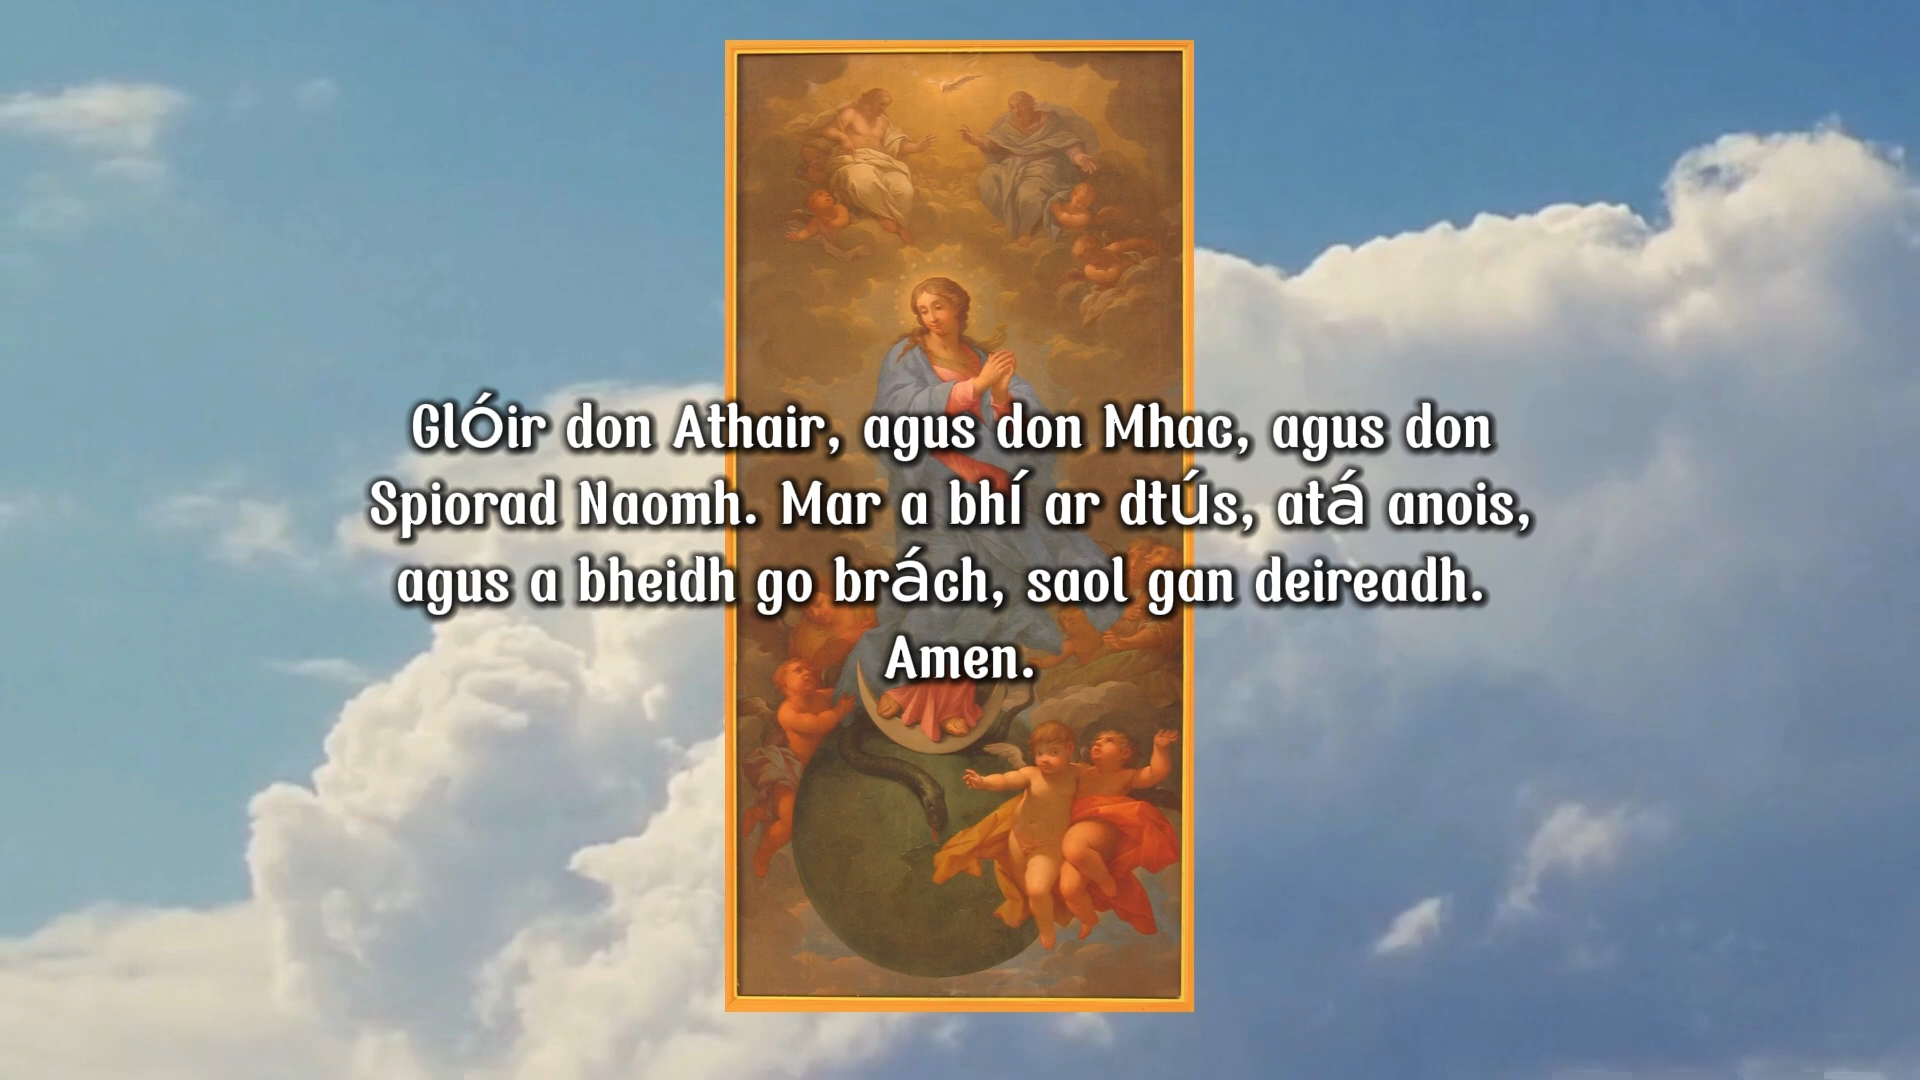 Glóir don Athair, agus don Mhac, agus don
Spiorad Naomh. Mar a bhí ar dtús, atá anois,
agus a bheidh go brách, saol gan deireadh.
Amen.